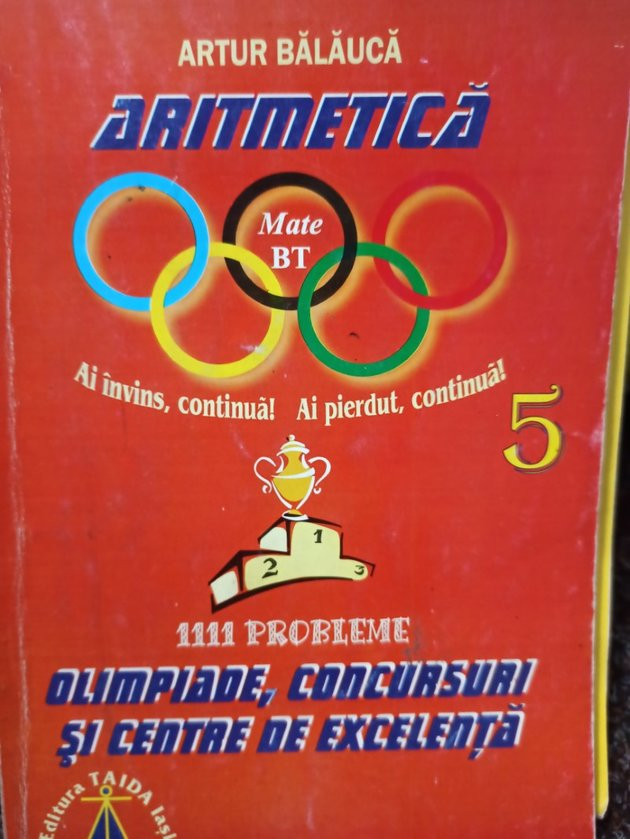 ARTUR BĂLĂUCĂ
ARITMETICĂ
Mate
BT
Ai învins, continuă! Ai pierdut, continuă!
5
1
2
3
1111 PROBLEME
OLIMPIADE, CONCURSURI
ŞI CENTRE DE EXCELENŢĂ
Editura TAIDA Iaşi